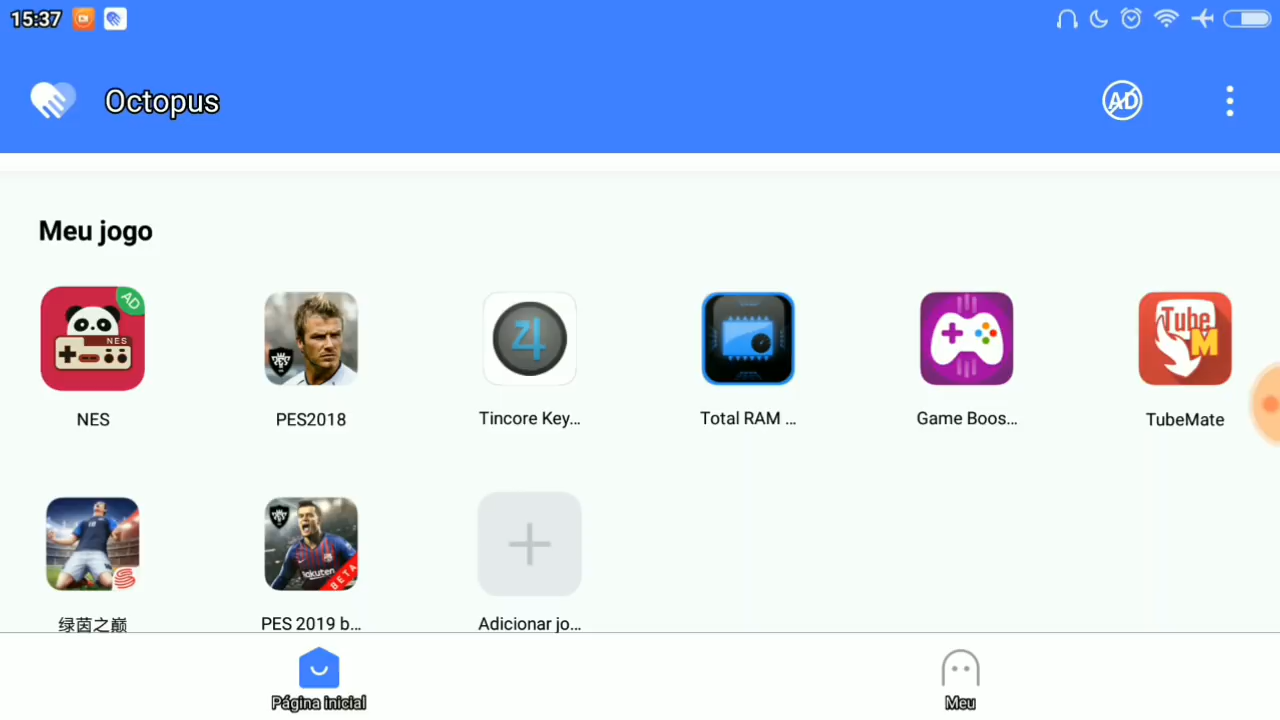 15:37
Octopus
AD
Meu jogo
AD
NES
NES
PES2018
Tincore Key...
Total RAM ...
Game Boos...
Tube
M
TubeMate
绿茵之巅
Rakuten
BETA
PES 2019 b...
Adicionar jo...
Página inicial
Meu